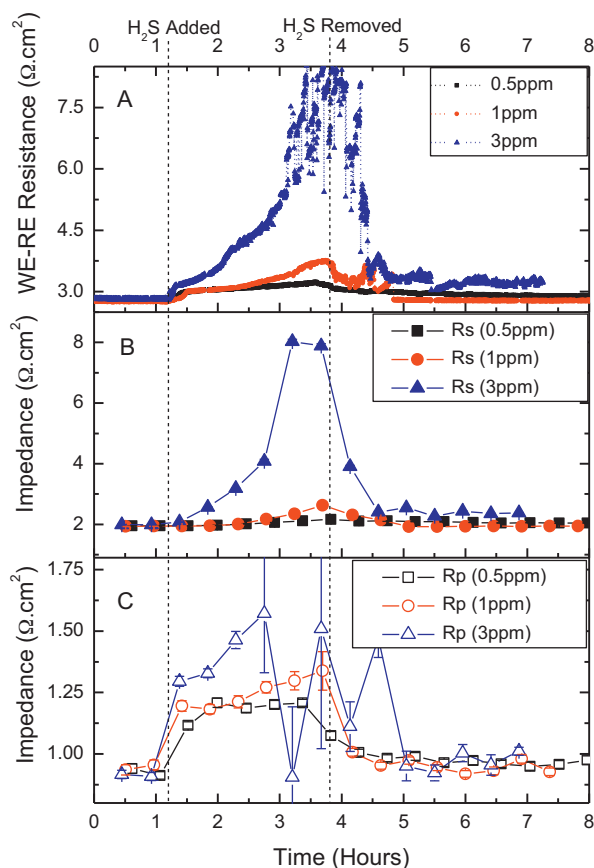 H₂S Added
H₂S Removed
0 1 2 3 4 5 6 7 8
WE-RE Resistance (Ω.cm²)
7.5
6.0
4.5
3.0
A
0.5ppm
1ppm
3ppm
Impedance (Ω.cm²)
8
6
4
2
B
Rs (0.5ppm)
Rs (1ppm)
Rs (3ppm)
Impedance (Ω.cm²)
1.75
1.50
1.25
1.00
C
Rp (0.5ppm)
Rp (1ppm)
Rp (3ppm)
0 1 2 3 4 5 6 7 8
Time (Hours)